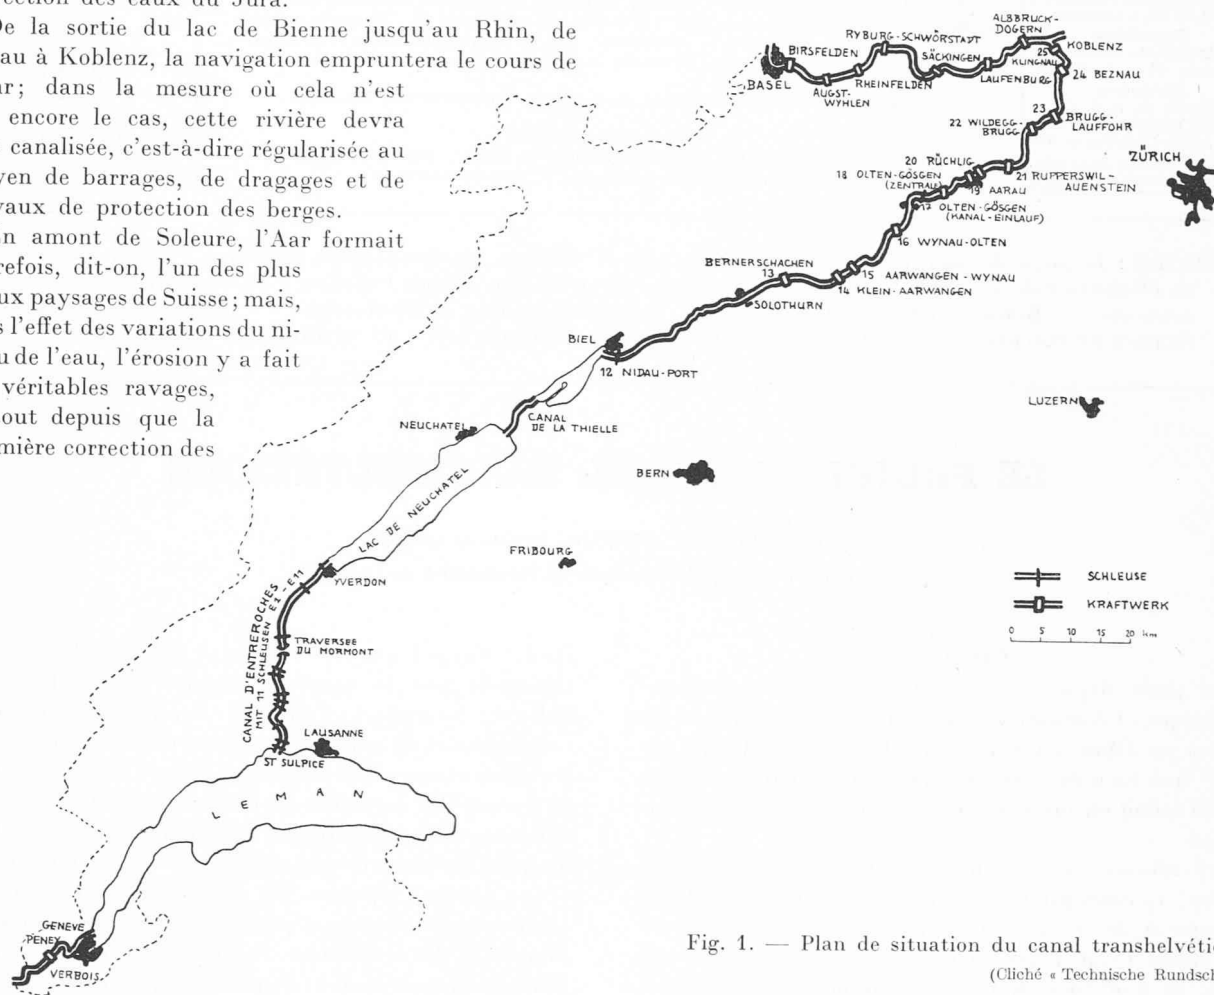 ection des eaux du Jura.
De la sortie du lac de Bienne jusqu'au Rhin, de
au à Koblenz, la navigation empruntera le cours de
ar; dans la mesure où cela n'est
encore le cas, cette rivière devra
canalisée, c'est-à-dire régularisée au
yen de barrages, de dragages et de
vaux de protection des berges.
n amont de Soleure, l'Aar formait
refois, dit-on, l'un des plus
ux paysages de Suisse; mais,
s l'effet des variations du ni-
u de l'eau, l'érosion y a fait
véritables ravages,
out depuis que la
mière correction des
ALBBRUCK-
DOGERN
RYBURG-SCHWÖRSTADT
KOBLENZ
BIRSFELDEN
SÄCKINGEN
25
KLINGNAU
BASEL
AUGST-
WYHLEN
RHEINFELDEN
LAUFENBURG
24 BEZNAU
23
BRUGG-
LAUFFOHR
22 WILDEGG-
BRUGG
ZÜRICH
20 RÜCHLIG
18 OLTEN-GÖSGEN
(ZENTRALE)
19 AARAU
21 RUPPERSWIL-
AUENSTEIN
17 OLTEN-GÖSGEN
(KANAL-EINLAUF)
16 WYNAU-OLTEN
BERNERSCHACHEN
13
15 AARWANGEN-WYNAU
14 KLEIN-AARWANGEN
SOLOTHURN
BIEL
12 NIDAU-PORT
LUZERN
CANAL
DE LA THIELLE
NEUCHATEL
BERN
LAC DE NEUCHATEL
FRIBOURG
YVERDON
SCHLEUSE
KRAFTWERK
0 5 10 15 20 km
CANAL D'ENTREROCHES
MIT 11 SCHLEUSEN E1-E11
TRAVERSEE
DU MORMONT
LAUSANNE
ST SULPICE
LEMAN
GENEVE
PENEY
VERBOIS
Fig. 1. — Plan de situation du canal transhelvéti
(Cliché « Technische Rundsch